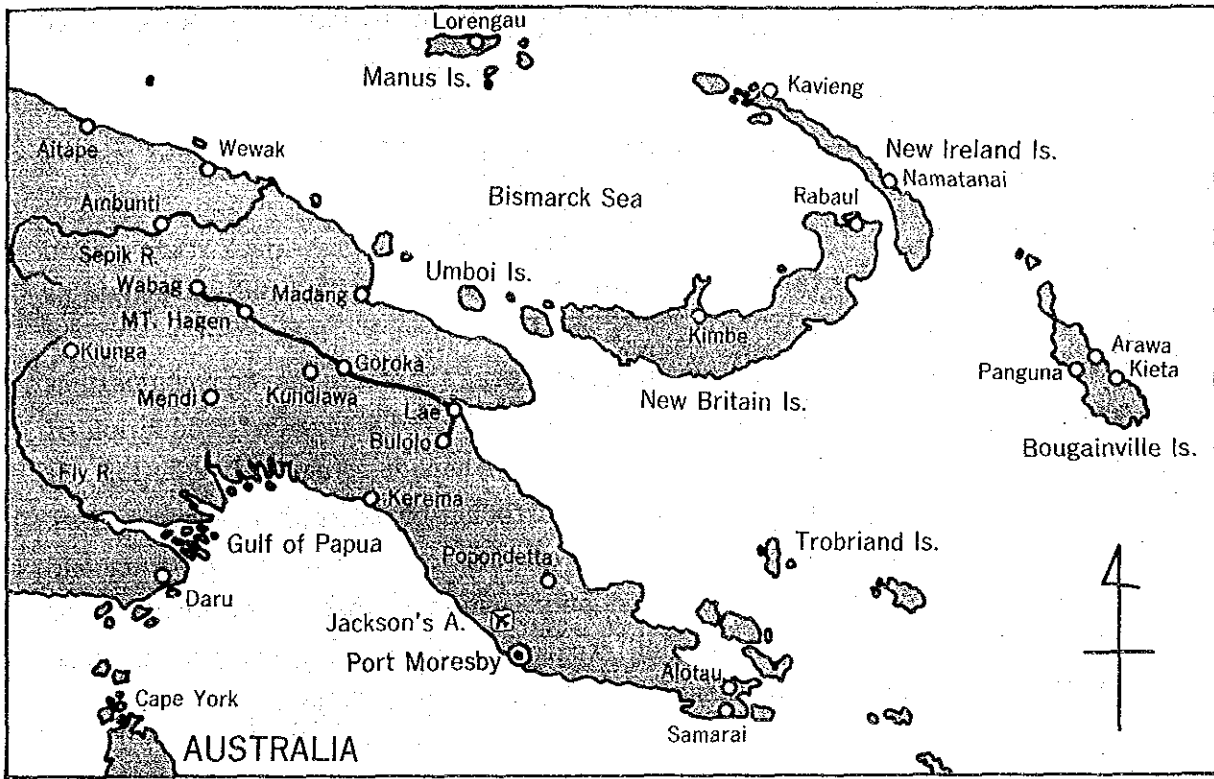 Lorengau
Manus Is.
Kavieng
New Ireland Is.
Namatanai
Aitape
Wewak
Bismarck Sea
Rabaul
Ambunti
Sepik R.
Umboi Is.
Wabag
Madang
MT. Hagen
Kimbe
Kiunga
Goroka
Arawa
Panguna
Kieta
Mendi
Kundiawa
New Britain Is.
Lae
Bulolo
Bougainville Is.
Fly R.
Kerema
Gulf of Papua
Trobriand Is.
Popondetta
Daru
Jackson's A.
Port Moresby
Alotau
Cape York
Samarai
AUSTRALIA